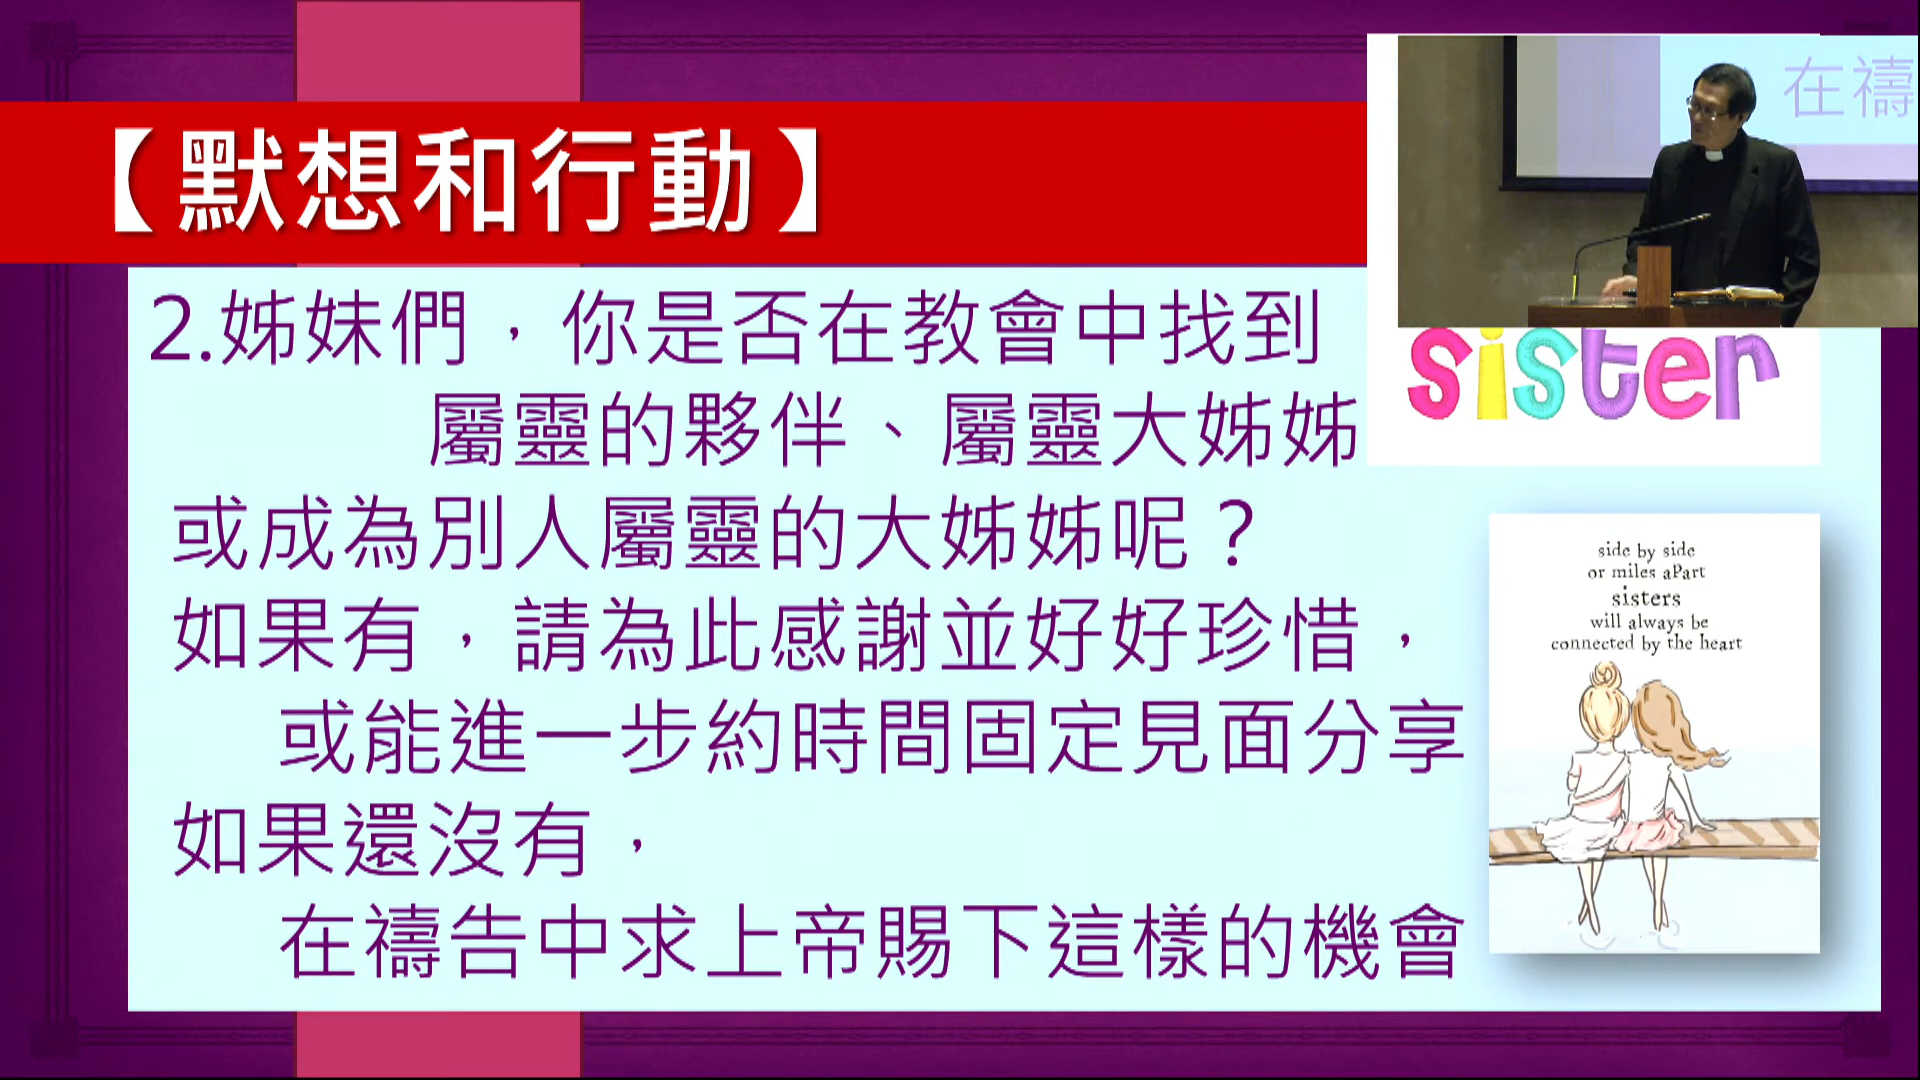 【默想和行動】
在禱
2.姊妹們，你是否在教會中找到
屬靈的夥伴、屬靈大姊姊
或成為別人屬靈的大姊姊呢？
如果有，請為此感謝並好好珍惜，
或能進一步約時間固定見面分享
如果還沒有，
在禱告中求上帝賜下這樣的機會
sister
side by side
or miles aPart
sisters
will always be
connected by the heart